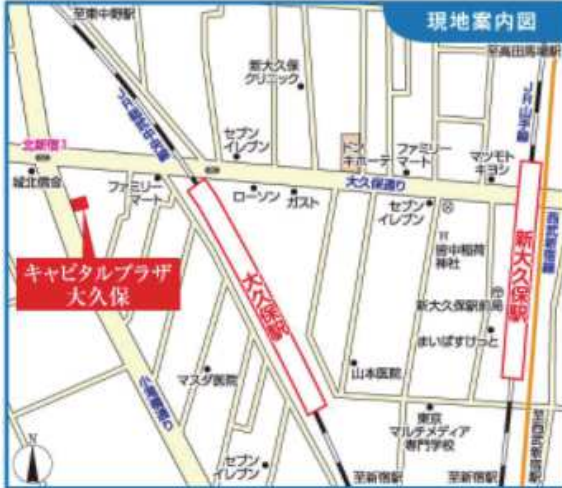 現地案内図
至東中野駅
至高田馬場駅
新大久保
クリニック
JR山手線
北新宿1
セブン
イレブン
ドン・
キホーテ
ファミリー
マート
マツモト
キヨシ
城北信金
ファミリー
マート
ローソン
ガスト
大久保通り
セブン
イレブン
西武新宿線
皆中稲荷
神社
キャピタルプラザ
大久保
大久保駅
新大久保駅
新大久保駅前局
まいばすけっと
マスダ医院
山本医院
小滝橋通り
東京
マルチメディア
専門学校
セブン
イレブン
至新宿駅
至新宿駅
至西武新宿駅
N